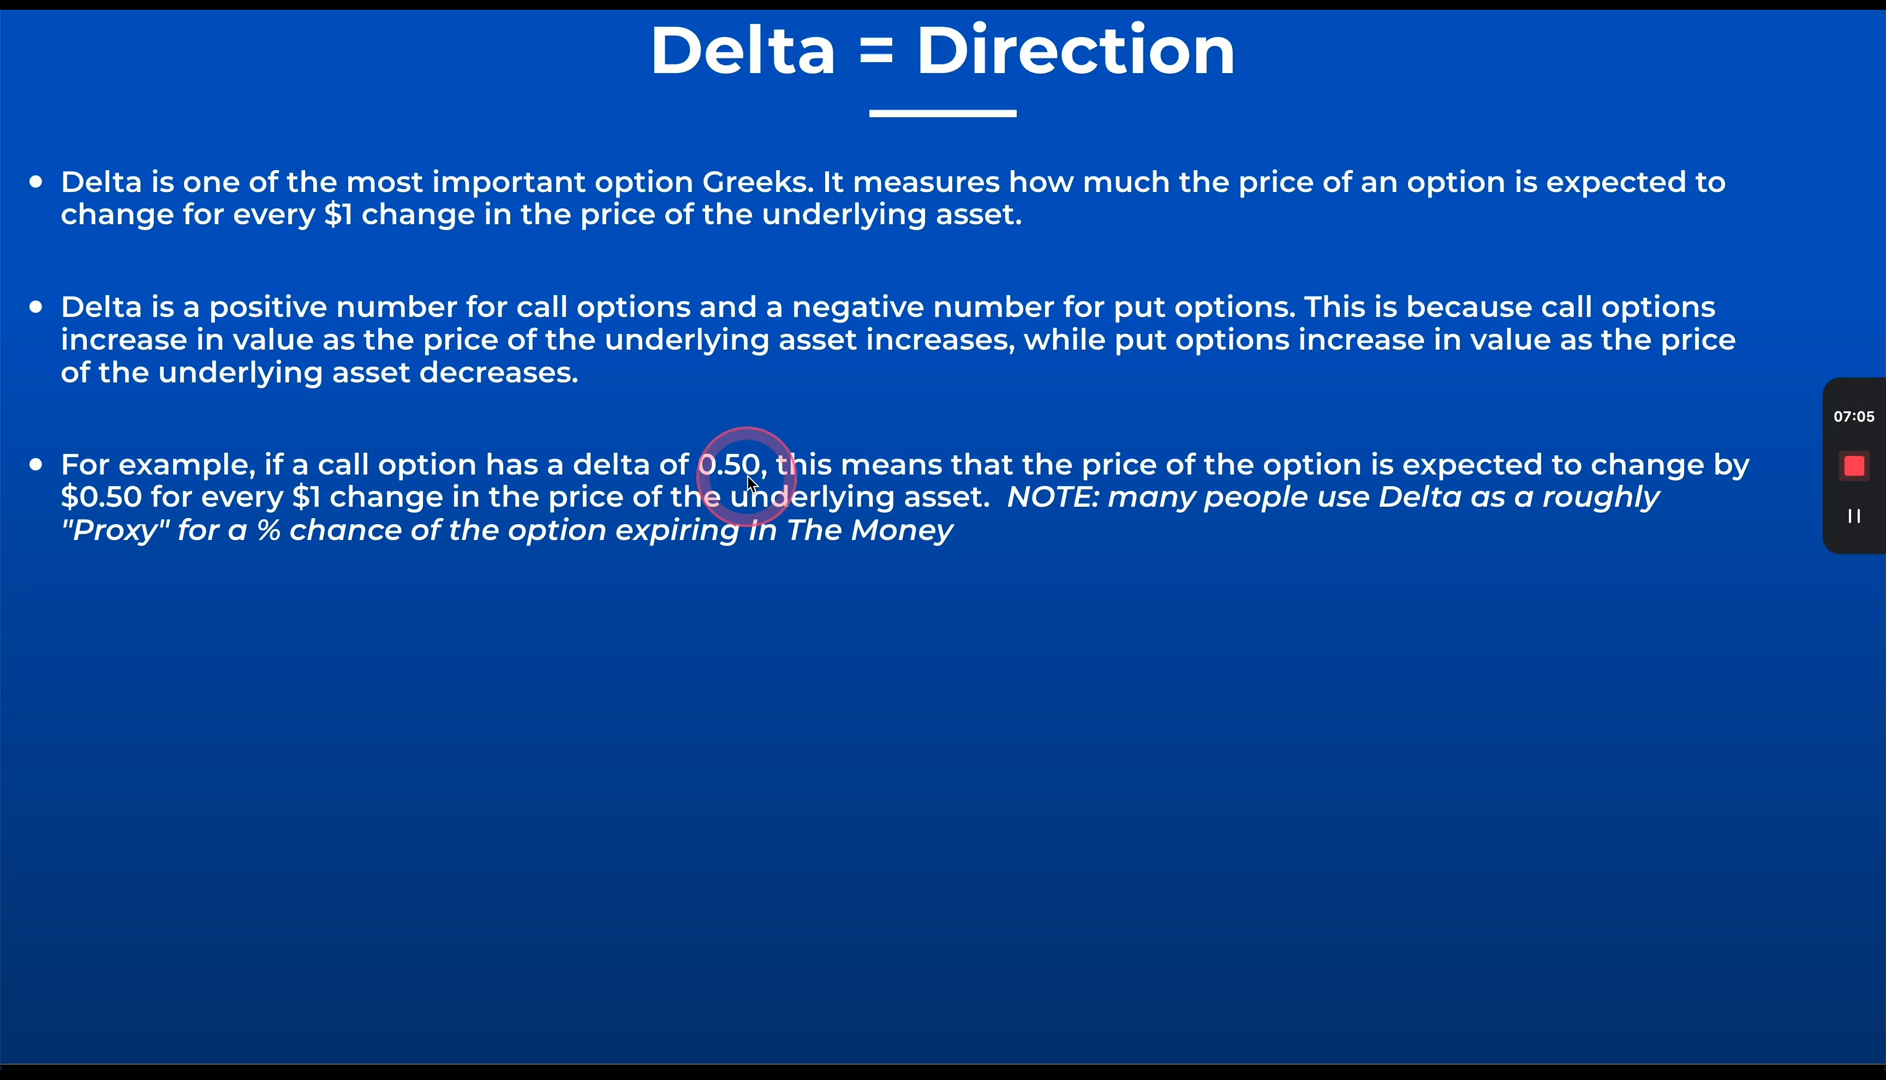 Delta = Direction
• Delta is one of the most important option Greeks. It measures how much the price of an option is expected to
change for every $1 change in the price of the underlying asset.
• Delta is a positive number for call options and a negative number for put options. This is because call options
increase in value as the price of the underlying asset increases, while put options increase in value as the price
of the underlying asset decreases.
• For example, if a call option has a delta of 0.50, this means that the price of the option is expected to change by
$0.50 for every $1 change in the price of the underlying asset. NOTE: many people use Delta as a roughly
"Proxy" for a % chance of the option expiring In The Money
07:05